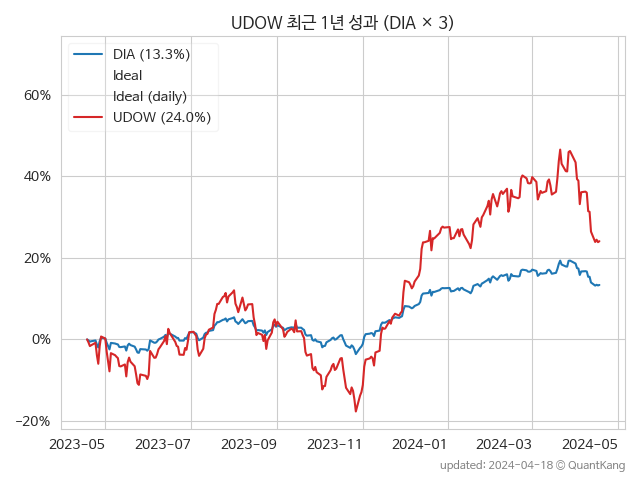 UDOW 최근 1년 성과 (DIA × 3)
DIA (13.3%)
Ideal
Ideal (daily)
UDOW (24.0%)
60%
40%
20%
0%
−20%
2023−05 2023−07 2023−09 2023−11 2024−01 2024−03 2024−05
updated: 2024−04−18 © QuantKang